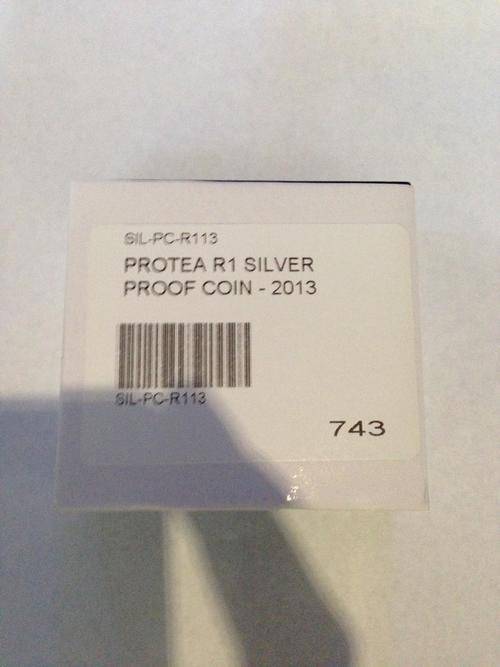 SIL-PC-R113
PROTEA R1 SILVER
PROOF COIN - 2013
SIL-PC-R113
743